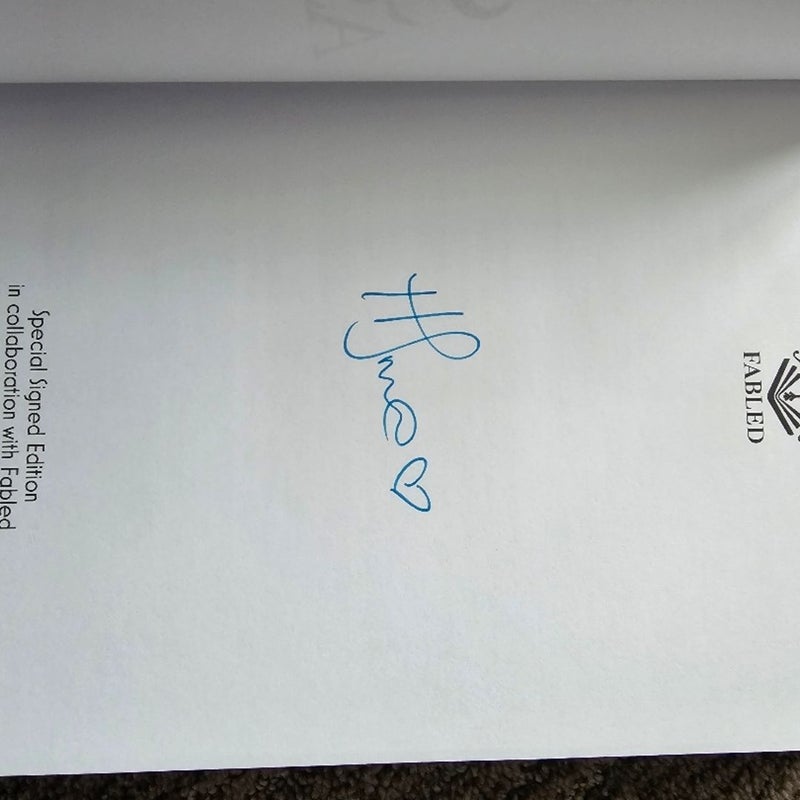 FABLED
Special Signed Edition
in collaboration with Fabled